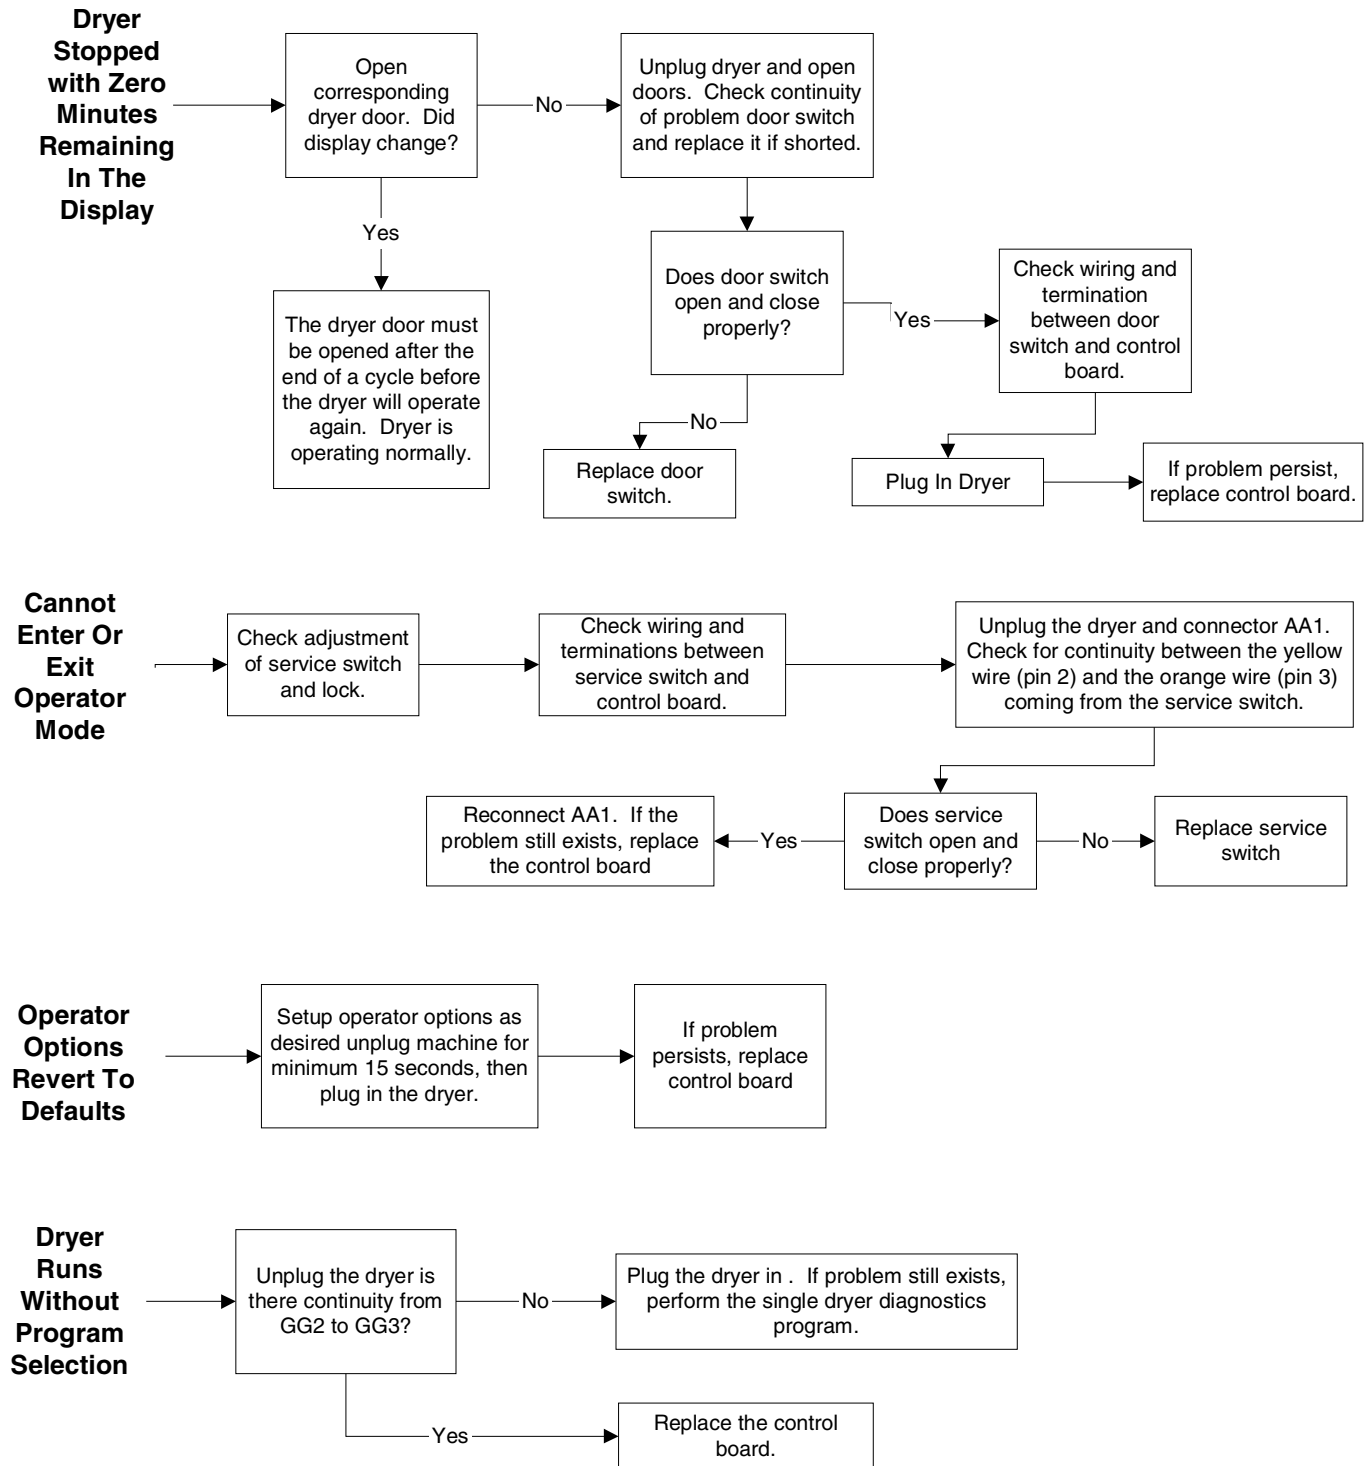 Dryer
Stopped
with Zero
Minutes
Remaining
In The
Display
Open
corresponding
dryer door.  Did
display change?
No
Unplug dryer and open
doors.  Check continuity
of problem door switch
and replace it if shorted.
Yes
The dryer door must
be opened after the
end of a cycle before
the dryer will operate
again.  Dryer is
operating normally.
Does door switch
open and close
properly?
Yes
Check wiring and
termination
between door
switch and control
board.
No
Replace door
switch.
Plug In Dryer
If problem persist,
replace control board.
Cannot
Enter Or
Exit
Operator
Mode
Check adjustment
of service switch
and lock.
Check wiring and
terminations between
service switch and
control board.
Unplug the dryer and connector AA1.
Check for continuity between the yellow
wire (pin 2) and the orange wire (pin 3)
coming from the service switch.
Does service
switch open and
close properly?
Yes
Reconnect AA1.  If the
problem still exists, replace
the control board
No
Replace service
switch
Operator
Options
Revert To
Defaults
Setup operator options as
desired unplug machine for
minimum 15 seconds, then
plug in the dryer.
If problem
persists, replace
control board
Dryer
Runs
Without
Program
Selection
Unplug the dryer is
there continuity from
GG2 to GG3?
No
Plug the dryer in .  If problem still exists,
perform the single dryer diagnostics
program.
Yes
Replace the control
board.